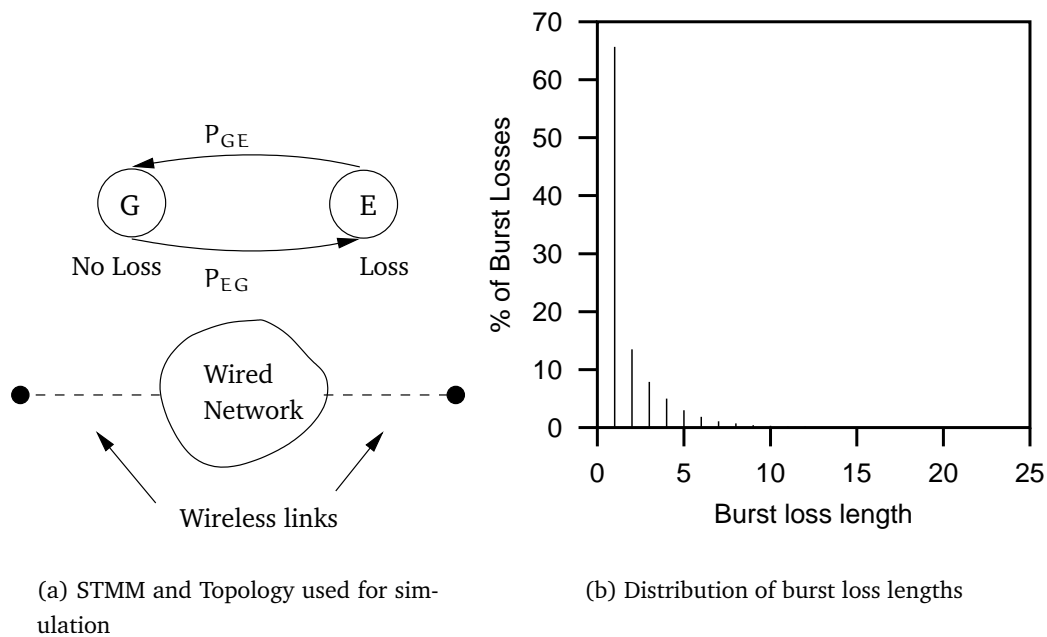 P_GE
G
E
No Loss
Loss
P_EG
Wired
Network
Wireless links
(a) STMM and Topology used for sim-
ulation
70
60
50
40
30
20
10
0
% of Burst Losses
0 5 10 15 20 25
Burst loss length
(b) Distribution of burst loss lengths